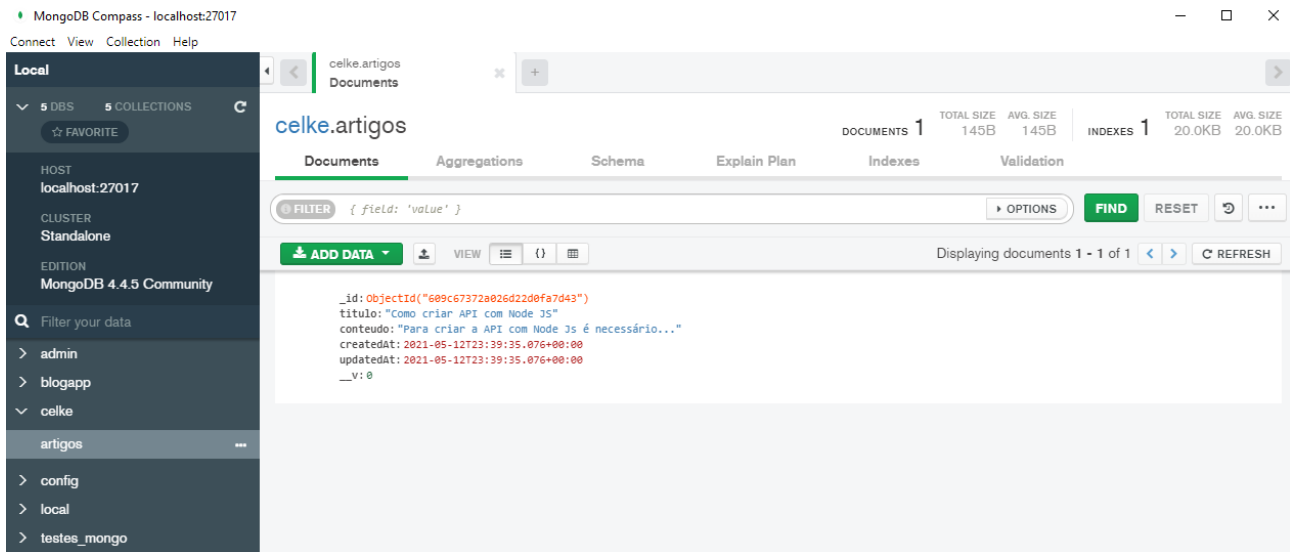 MongoDB Compass - localhost:27017
Connect View Collection Help
Local
5 DBS 5 COLLECTIONS
☆ FAVORITE
HOST
localhost:27017
CLUSTER
Standalone
EDITION
MongoDB 4.4.5 Community
Filter your data
admin
blogapp
celke
artigos
config
local
testes_mongo
celke.artigos
Documents
celke.artigos
DOCUMENTS 1 TOTAL SIZE 145B AVG. SIZE 145B INDEXES 1 TOTAL SIZE 20.0KB AVG. SIZE 20.0KB
Documents Aggregations Schema Explain Plan Indexes Validation
FILTER { field: 'value' } OPTIONS FIND RESET ...
ADD DATA VIEW {} Displaying documents 1 - 1 of 1 < > REFRESH
_id: ObjectId("609c67372a026d22d0fa7d43")
titulo: "Como criar API com Node JS"
conteudo: "Para criar a API com Node Js é necessário..."
createdAt: 2021-05-12T23:39:35.076+00:00
updatedAt: 2021-05-12T23:39:35.076+00:00
__v: 0